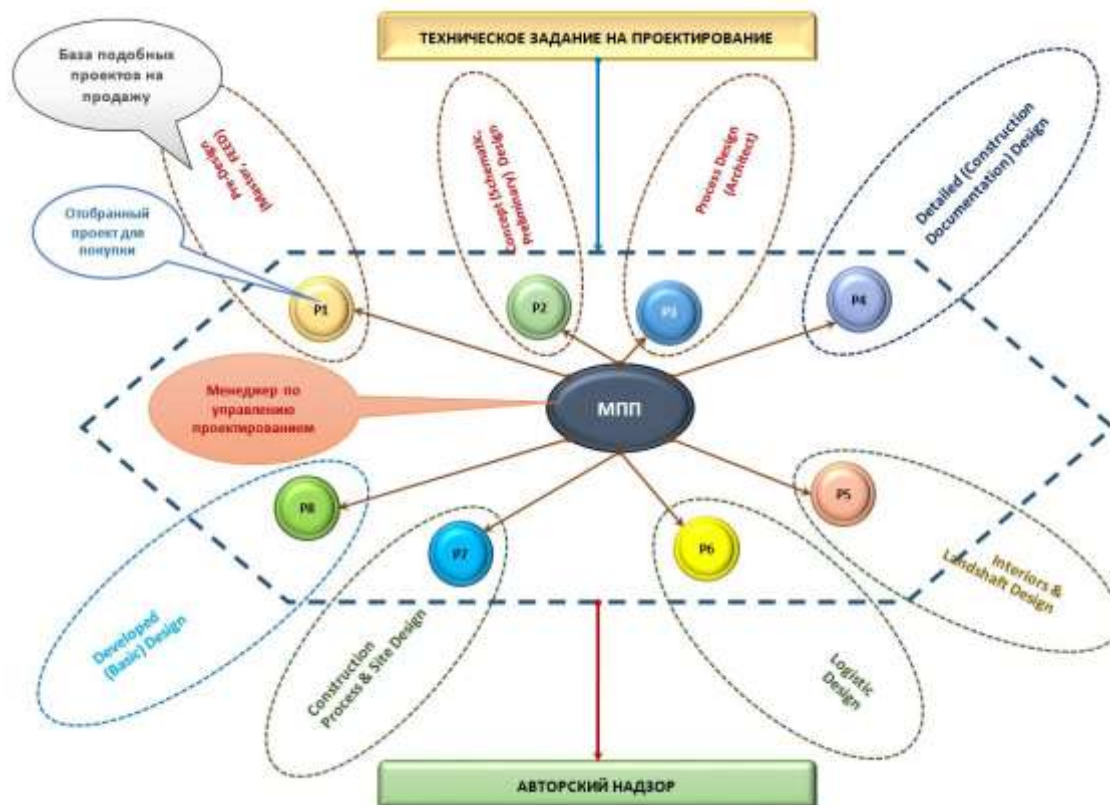 ТЕХНИЧЕСКОЕ ЗАДАНИЕ НА ПРОЕКТИРОВАНИЕ
База подобных
проектов на
продажу
Pre-Design
(Master, FEED)
Concept (Schematic,
Preliminary) Design
Process Design
(Architect)
Detailed (Construction
Documentation) Design
Отобранный
проект для
покупки
P1
P2
P3
P4
Менеджер по
управлению
проектированием
МПП
P8
P7
P6
P5
Developed
(Basic) Design
Construction
Process & Site Design
Logistic
Design
Interiors &
Landshaft Design
АВТОРСКИЙ НАДЗОР